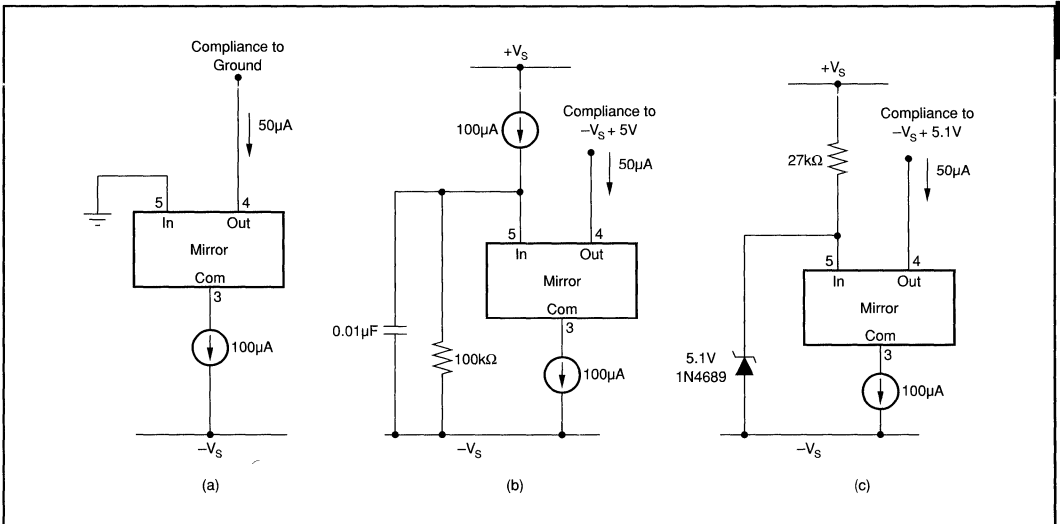 Compliance to
Ground
50µA
5
4
In
Out
Mirror
Com
3
100µA
–VS
(a)
+VS
100µA
Compliance to
–VS + 5V
50µA
5
4
In
Out
Mirror
Com
3
0.01µF
100kΩ
100µA
–VS
(b)
+VS
27kΩ
Compliance to
–VS + 5.1V
50µA
5
4
In
Out
Mirror
Com
3
5.1V
1N4689
100µA
–VS
(c)